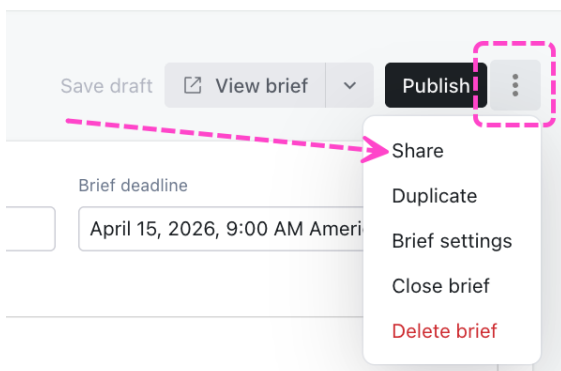 Save draft
View brief
Publish
Share
Brief deadline
Duplicate
April 15, 2026, 9:00 AM
Brief settings
Close brief
Delete brief